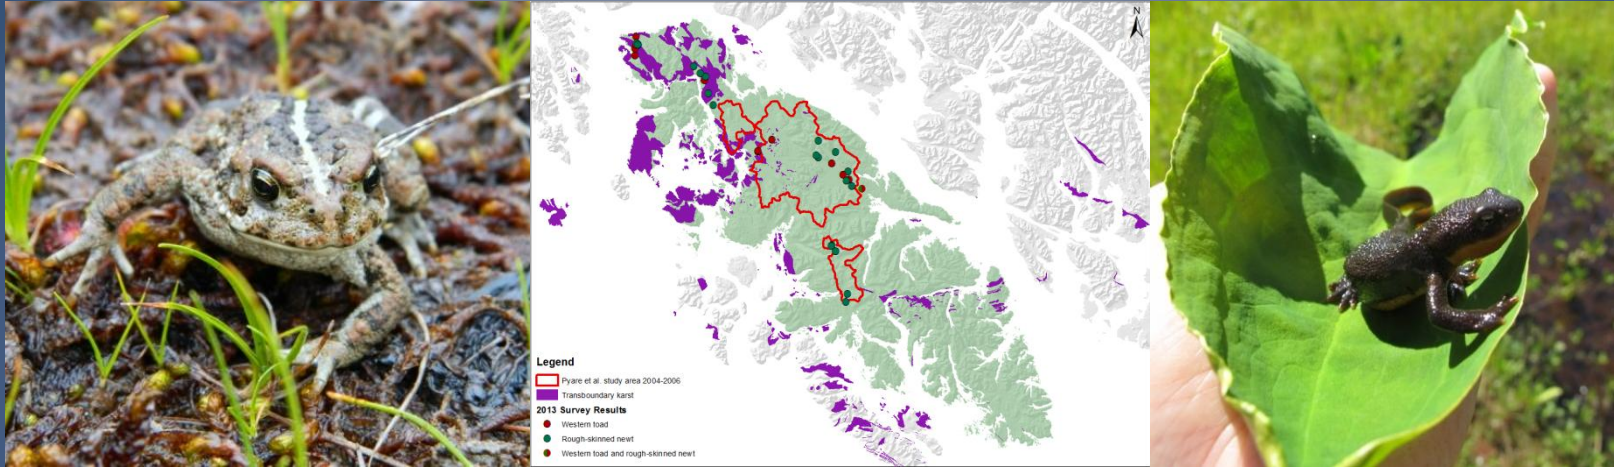 N
Legend
Pyare et al. study area 2004-2006
Transboundary karst
2013 Survey Results
Western toad
Rough-skinned newt
Western toad and rough-skinned newt